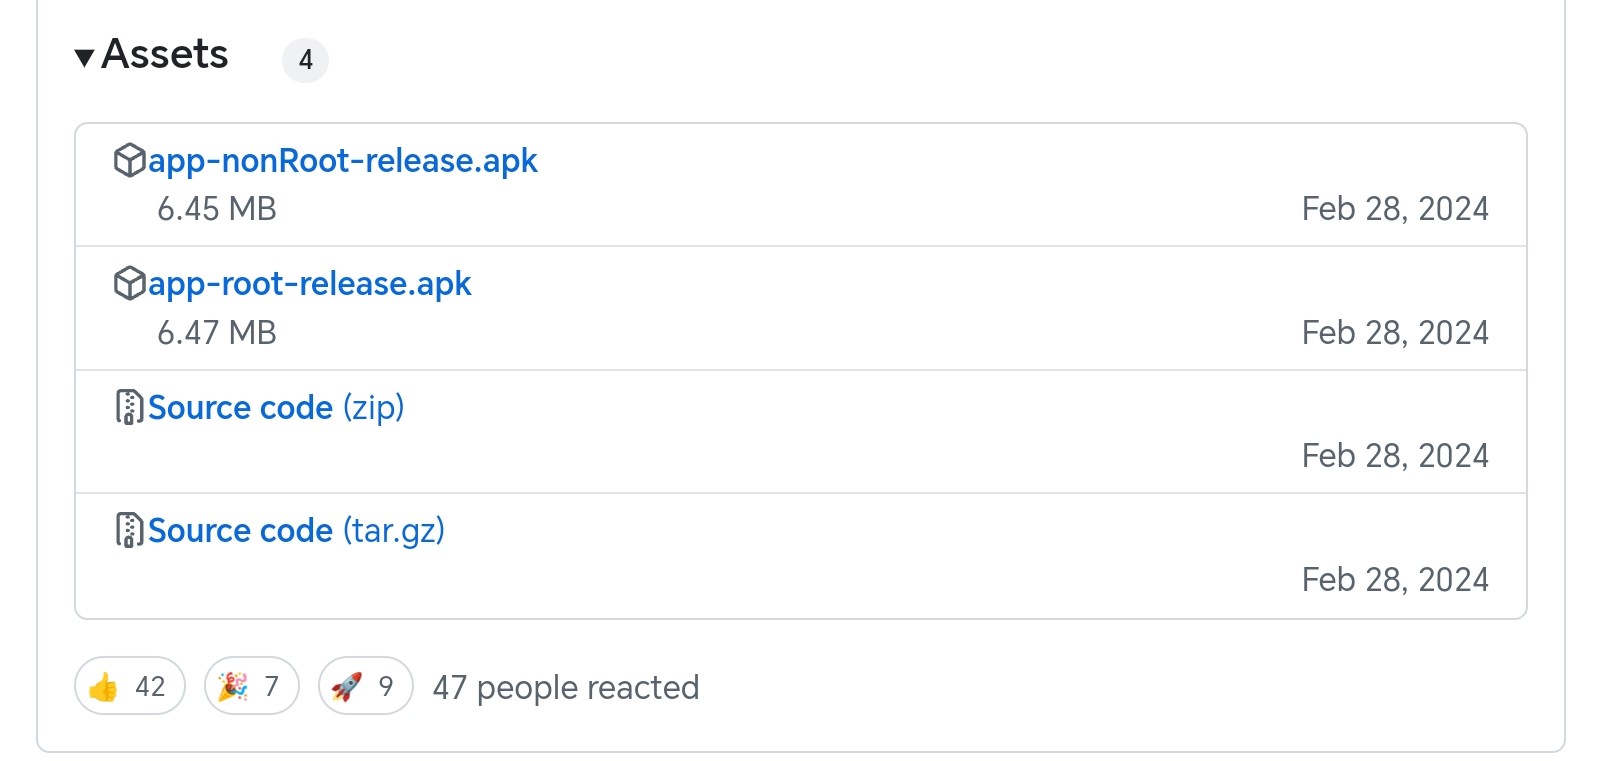 Assets 4
app-nonRoot-release.apk
6.45 MB Feb 28, 2024
app-root-release.apk
6.47 MB Feb 28, 2024
Source code (zip)
Feb 28, 2024
Source code (tar.gz)
Feb 28, 2024
👍 42 🎉 7 🚀 9 47 people reacted